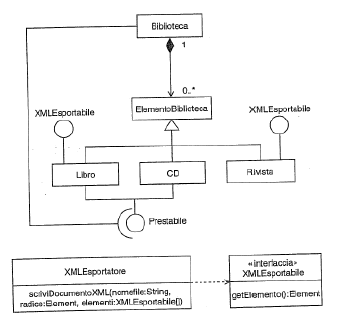 Biblioteca
1
0..*
ElementoBiblioteca
XMLEsportabile
XMLEsportabile
Libro
CD
Rivista
Prestabile
XMLEsportatore
scriviDocumentoXML(nomefile:String,
radice:Element, elementi:XMLEsportabile[])
«interfaccia»
XMLEsportabile
getElemento():Element